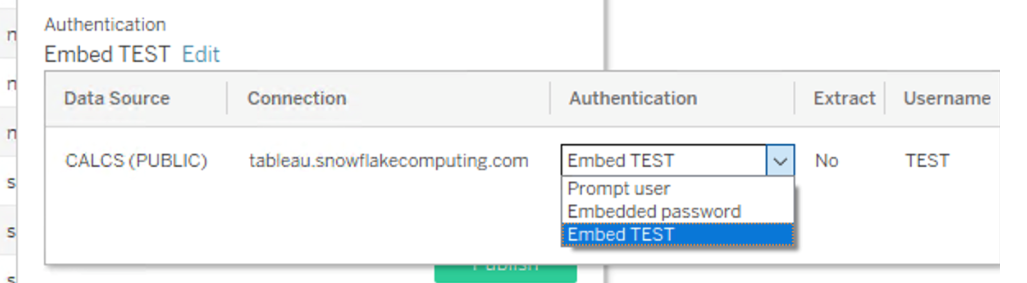 Authentication
Embed TEST Edit
Data Source Connection Authentication Extract Username
CALCS (PUBLIC) tableau.snowflakecomputing.com Embed TEST No TEST
Prompt user
Embedded password
Embed TEST
Publish